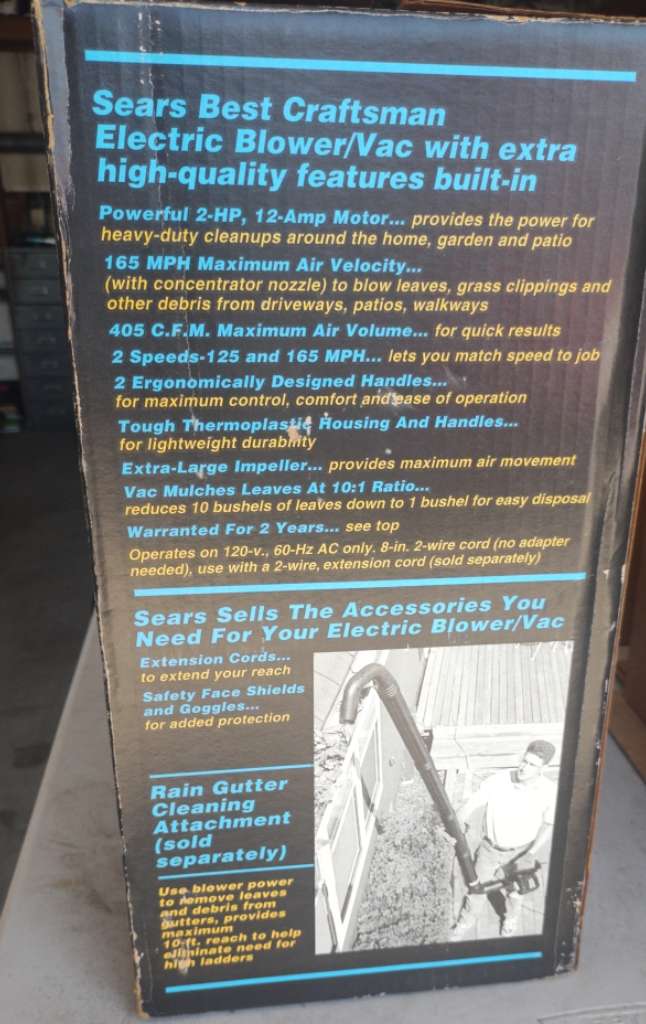 Sears Best Craftsman
Electric Blower/Vac with extra
high-quality features built-in
Powerful 2-HP, 12-Amp Motor... provides the power for
heavy-duty cleanups around the home, garden and patio
165 MPH Maximum Air Velocity...
(with concentrator nozzle) to blow leaves, grass clippings and
other debris from driveways, patios, walkways
405 C.F.M. Maximum Air Volume... for quick results
2 Speeds-125 and 165 MPH... lets you match speed to job
2 Ergonomically Designed Handles...
for maximum control, comfort and ease of operation
Tough Thermoplastic Housing And Handles...
for lightweight durability
Extra-Large Impeller... provides maximum air movement
Vac Mulches Leaves At 10:1 Ratio...
reduces 10 bushels of leaves down to 1 bushel for easy disposal
Warranted For 2 Years... see top
Operates on 120-v., 60-Hz AC only. 8-in. 2-wire cord (no adapter
needed), use with a 2-wire, extension cord (sold separately)
Sears Sells The Accessories You
Need For Your Electric Blower/Vac
Extension Cords...
to extend your reach
Safety Face Shields
and Goggles...
for added protection
Rain Gutter
Cleaning
Attachment
(sold
separately)
Use blower power
to remove leaves
and debris from
gutters, provides
maximum
10-ft. reach to help
eliminate need for
high ladders